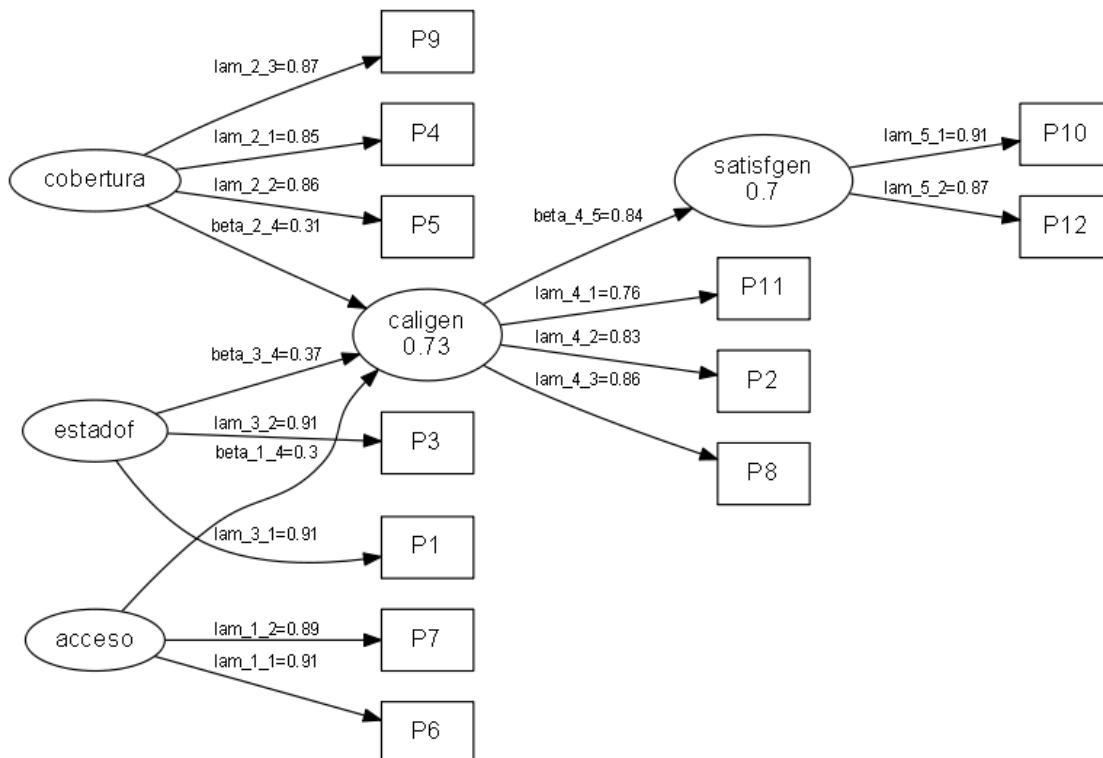 P9
lam_2_3=0.87
P4
lam_2_1=0.85
cobertura
lam_2_2=0.86
P5
beta_2_4=0.31
satisfgen
0.7
lam_5_1=0.91
P10
lam_5_2=0.87
P12
beta_4_5=0.84
caligen
0.73
lam_4_1=0.76
P11
lam_4_2=0.83
P2
lam_4_3=0.86
P8
beta_3_4=0.37
estadof
lam_3_2=0.91
P3
beta_1_4=0.3
lam_3_1=0.91
P1
acceso
lam_1_2=0.89
P7
lam_1_1=0.91
P6